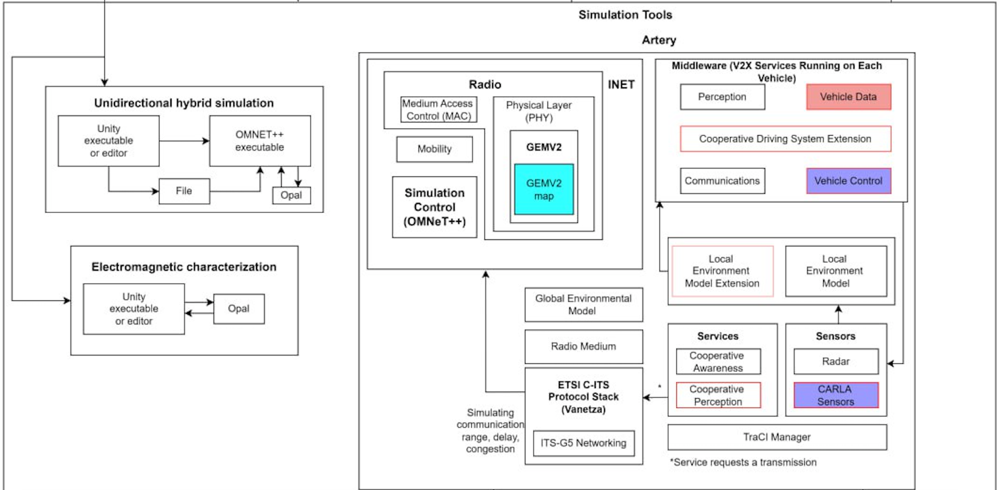 Simulation Tools
Artery
Unidirectional hybrid simulation
Unity
executable
or editor
OMNET++
executable
File
Opal
Electromagnetic characterization
Unity
executable
or editor
Opal
Radio
INET
Medium Access
Control (MAC)
Physical Layer
(PHY)
Mobility
GEMV2
GEMV2
map
Simulation
Control
(OMNeT++)
Middleware (V2X Services Running on Each
Vehicle)
Perception
Vehicle Data
Cooperative Driving System Extension
Communications
Vehicle Control
Local
Environment
Model Extension
Local
Environment
Model
Global Environmental
Model
Radio Medium
ETSI C-ITS
Protocol Stack
(Vanetza)
ITS-G5 Networking
Simulating
communication
range, delay,
congestion
*
Services
Cooperative
Awareness
Cooperative
Perception
Sensors
Radar
CARLA
Sensors
TraCI Manager
*Service requests a transmission